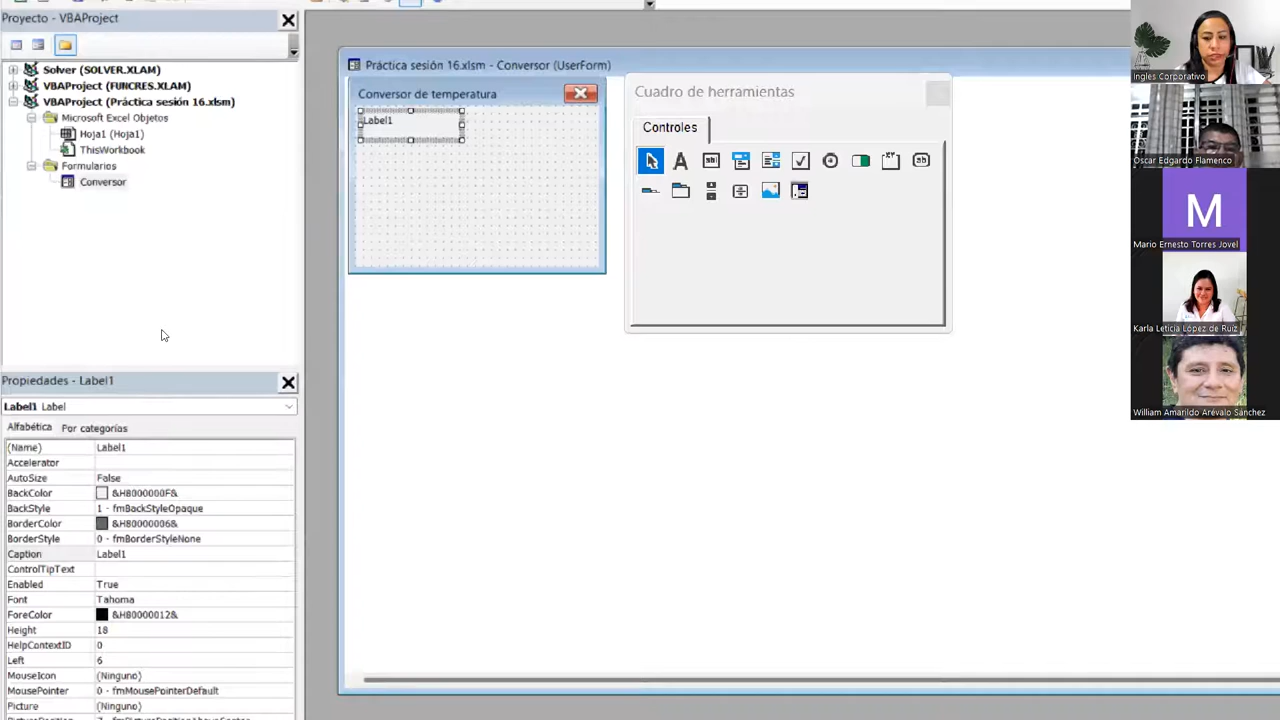 Proyecto - VBAProject
Solver (SOLVER.XLAM)
VBAProject (FUNCRES.XLAM)
VBAProject (Práctica sesión 16.xlsm)
Microsoft Excel Objetos
Hoja1 (Hoja1)
ThisWorkbook
Formularios
Conversor
Propiedades - Label1
Label1 Label
Alfabética Por categorías
(Name) Label1
Accelerator
AutoSize False
BackColor &H8000000F&
BackStyle 1 - fmBackStyleOpaque
BorderColor &H80000006&
BorderStyle 0 - fmBorderStyleNone
Caption Label1
ControlTipText
Enabled True
Font Tahoma
ForeColor &H80000012&
Height 18
HelpContextID 0
Left 6
MouseIcon (Ninguno)
MousePointer 0 - fmMousePointerDefault
Picture (Ninguno)
Práctica sesión 16.xlsm - Conversor (UserForm)
Conversor de temperatura
Label1
Cuadro de herramientas
Controles
Ingles Corporativo
Oscar Edgardo Flamenco
M
Mario Ernesto Torres Jovel
Karla Leticia López de Ruiz
William Amarildo Arévalo Sánchez